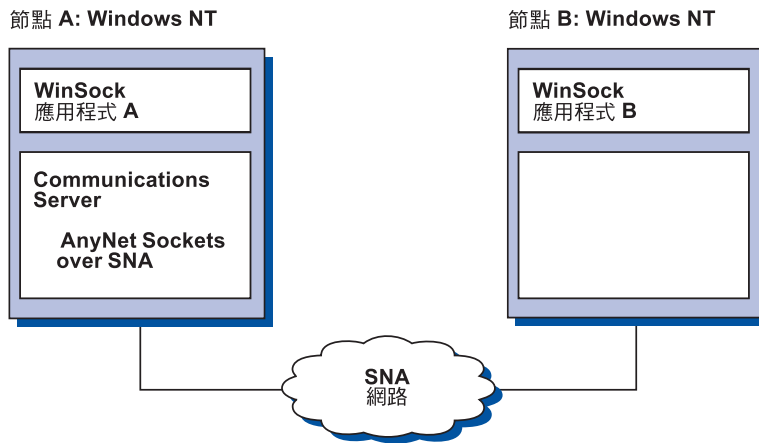 節點 A: Windows NT
節點 B: Windows NT
WinSock
應用程式 A
WinSock
應用程式 B
Communications
Server
AnyNet Sockets
over SNA
SNA
網路